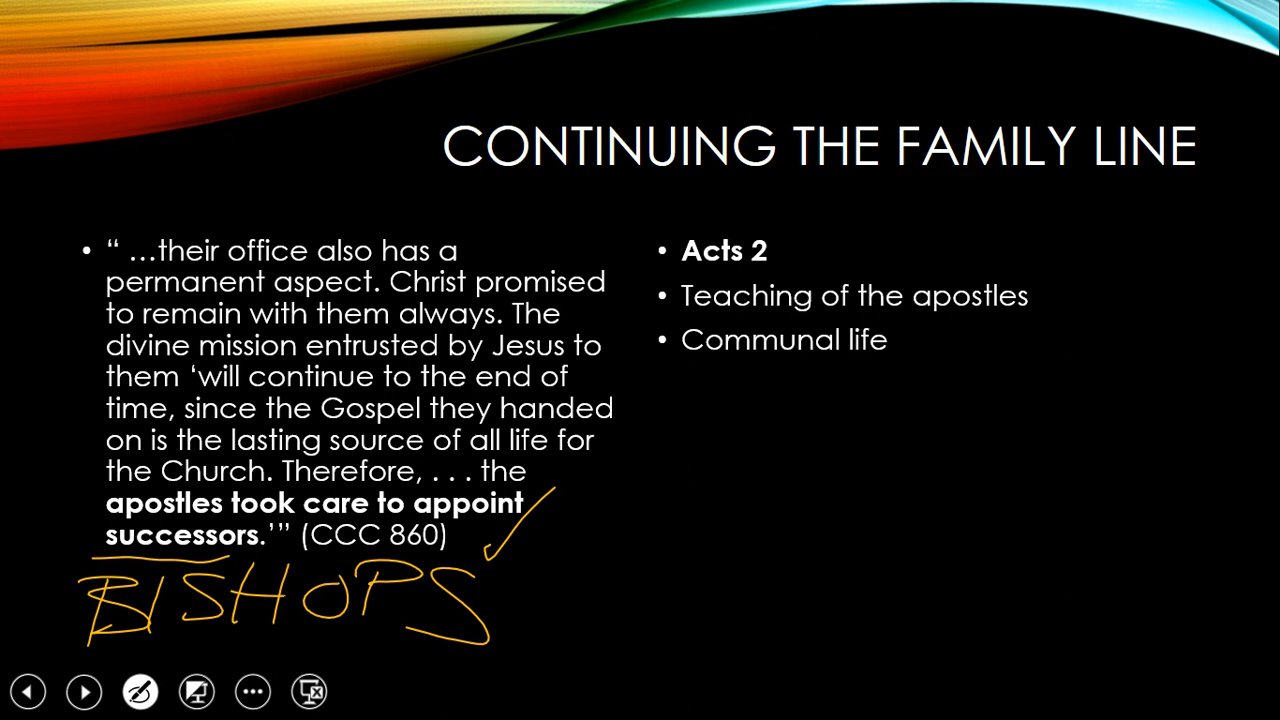 CONTINUING THE FAMILY LINE
• “ …their office also has a
permanent aspect. Christ promised
to remain with them always. The
divine mission entrusted by Jesus to
them ‘will continue to the end of
time, since the Gospel they handed
on is the lasting source of all life for
the Church. Therefore, . . . the
apostles took care to appoint
successors.’” (CCC 860)
BISHOPS
• Acts 2
• Teaching of the apostles
• Communal life